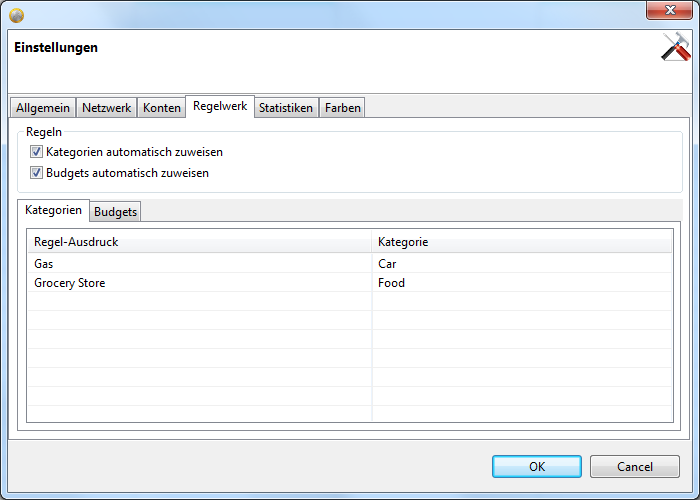 Einstellungen
Allgemein Netzwerk Konten Regelwerk Statistiken Farben
Regeln
Kategorien automatisch zuweisen
Budgets automatisch zuweisen
Kategorien Budgets
Regel-Ausdruck Kategorie
Gas Car
Grocery Store Food
OK Cancel